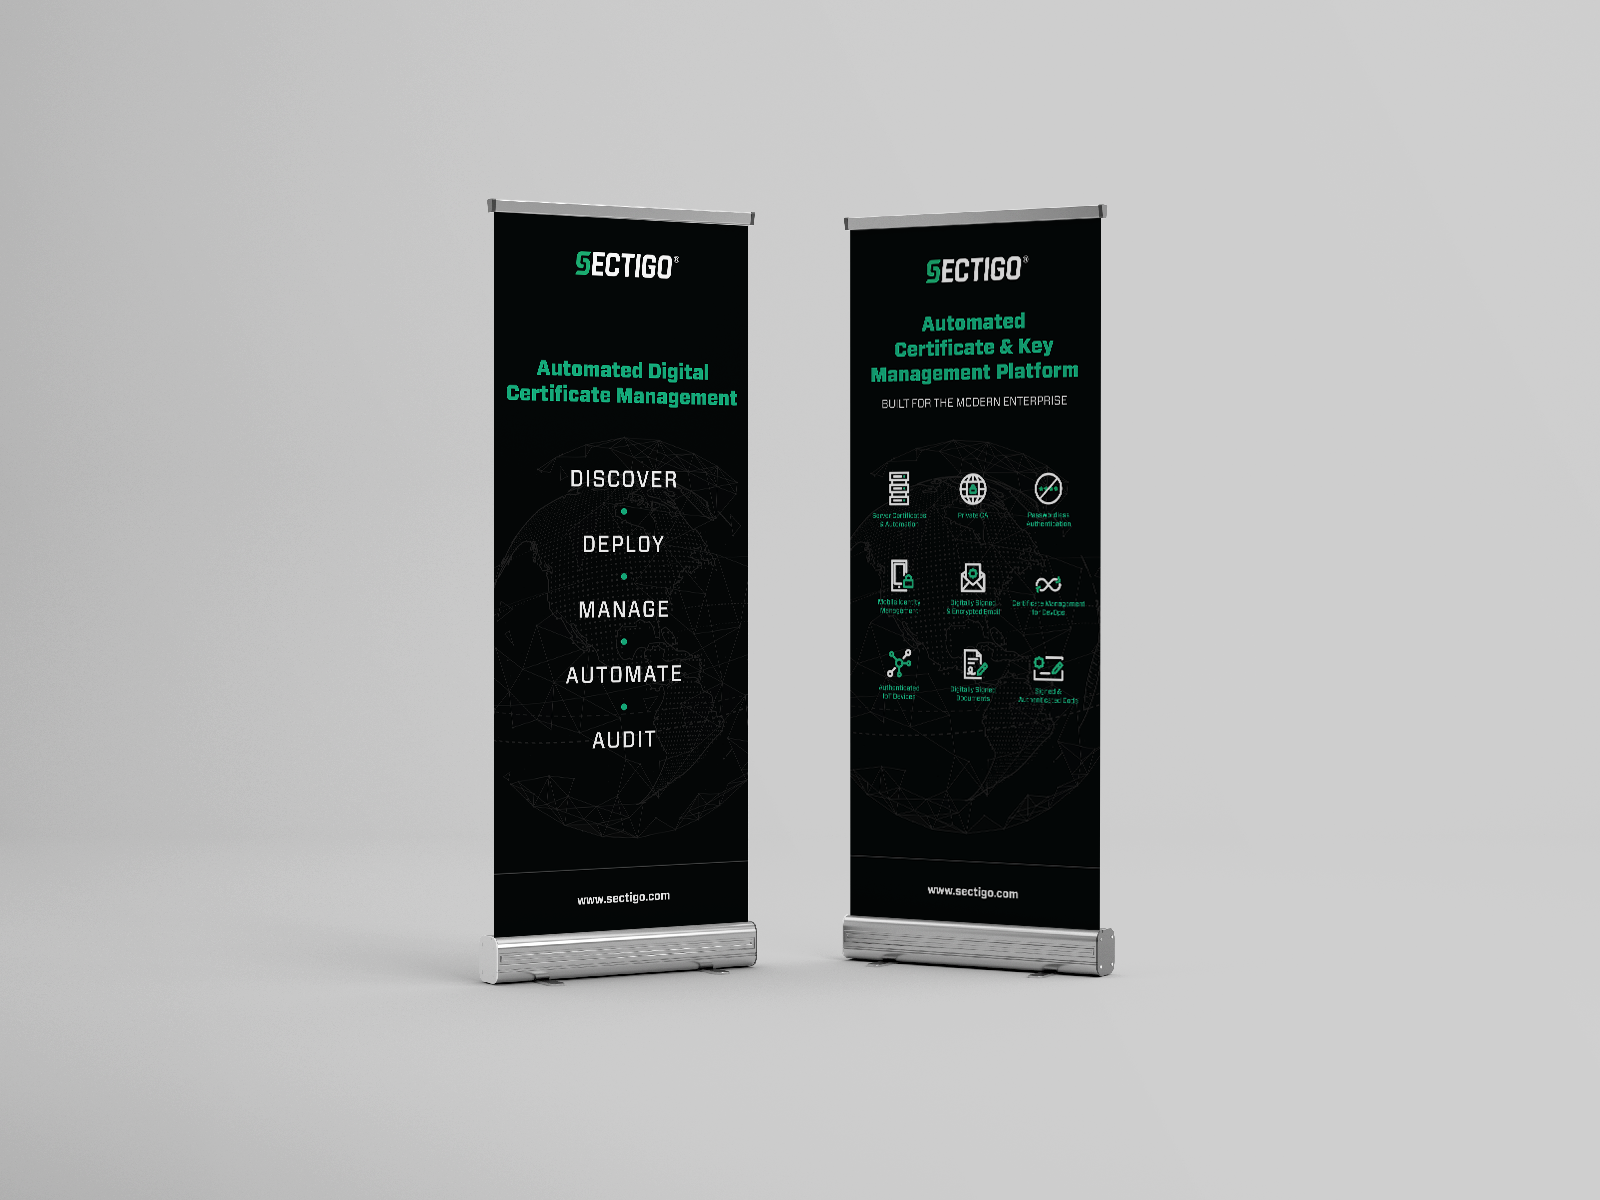 SECTIGO®
Automated Digital
Certificate Management
DISCOVER
DEPLOY
MANAGE
AUTOMATE
AUDIT
www.sectigo.com
SECTIGO®
Automated
Certificate & Key
Management Platform
BUILT FOR THE MODERN ENTERPRISE
Server Certificates
& Automation
Private CA
Passwordless
Authentication
Mobile Identity
Management
Digitally Signed
& Encrypted Email
Certificate Management
for DevOps
Authenticated
IoT Devices
Digitally Signed
Documents
Signed &
Authenticated Code
www.sectigo.com